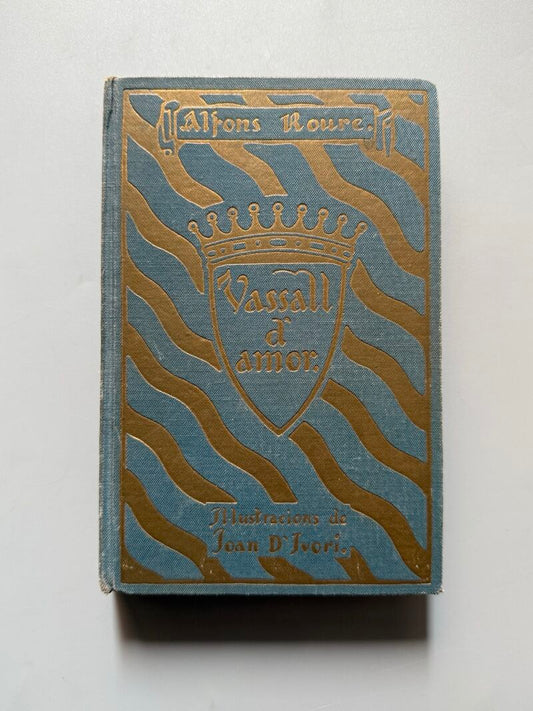 Alfons Roure.
Vassall
d'
amor.
Illustracions de
Joan D'Ivori.